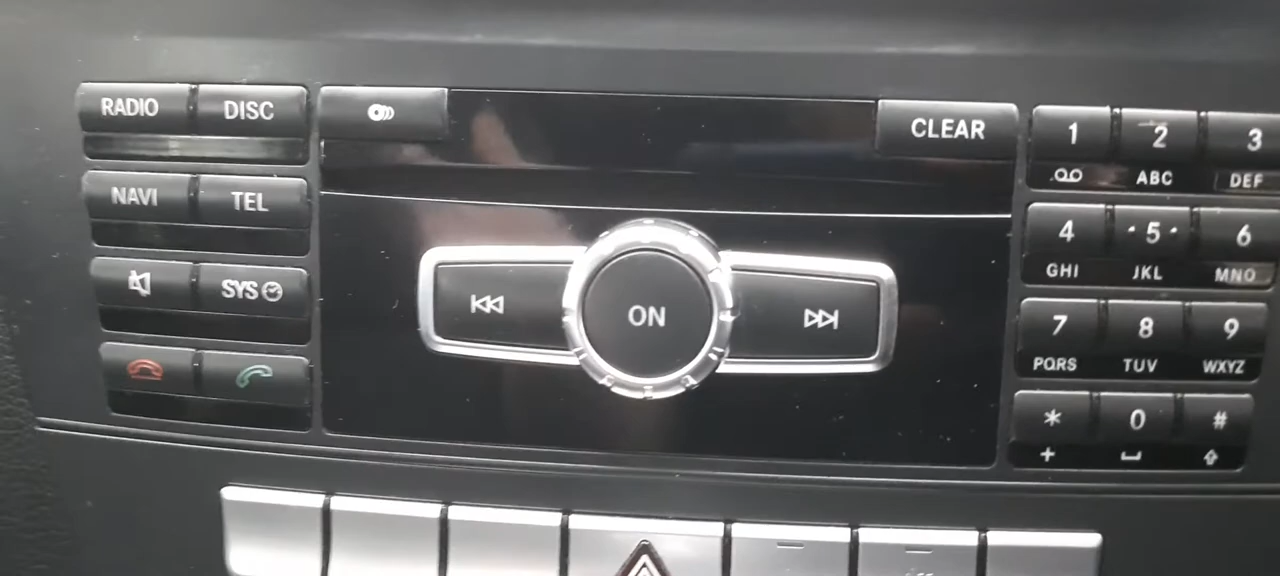 RADIO DISC
CLEAR
1 2 3
ABC DEF
NAVI TEL
4 5 6
GHI JKL MNO
SYS
ON
7 8 9
PQRS TUV WXYZ
* 0 #
+